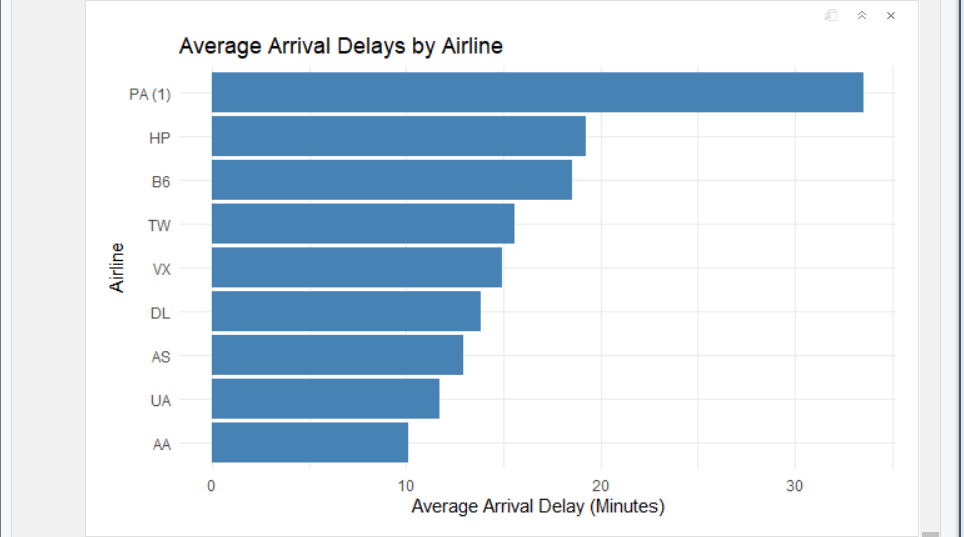 Average Arrival Delays by Airline
PA (1)
HP
B6
TW
VX
DL
AS
UA
AA
Airline
0 10 20 30
Average Arrival Delay (Minutes)